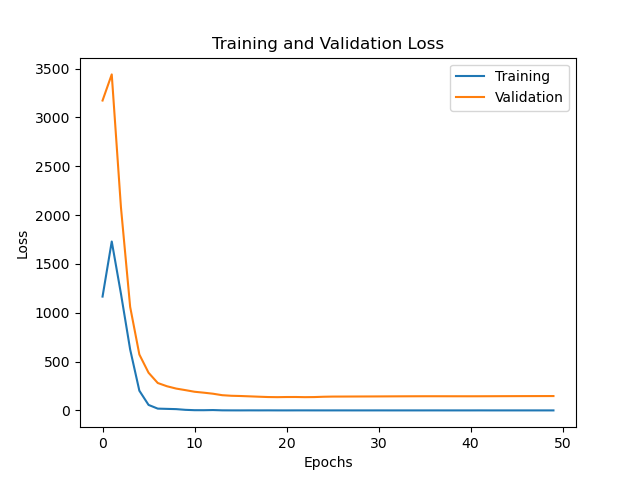 Training and Validation Loss
Training
Validation
3500
3000
2500
2000
1500
1000
500
0
Loss
0 10 20 30 40 50
Epochs